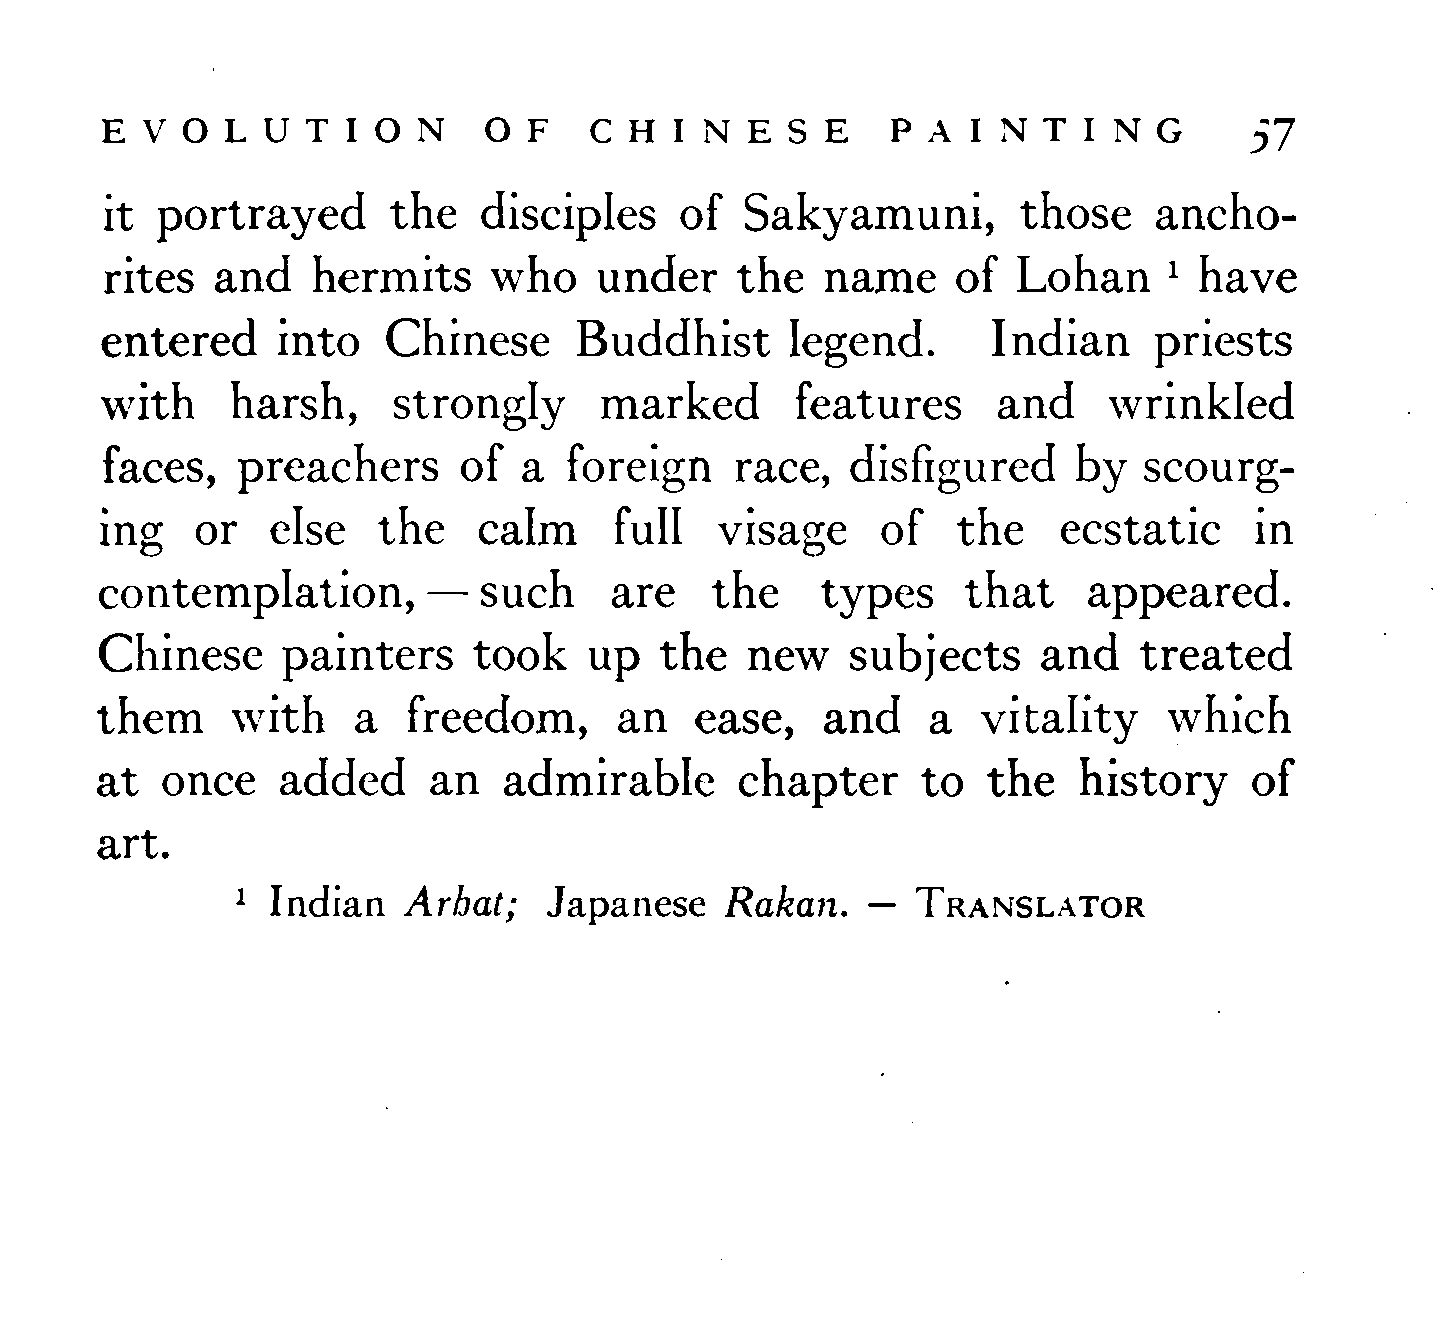 EVOLUTION OF CHINESE PAINTING 57
it portrayed the disciples of Sakyamuni, those ancho-
rites and hermits who under the name of Lohan ¹ have
entered into Chinese Buddhist legend. Indian priests
with harsh, strongly marked features and wrinkled
faces, preachers of a foreign race, disfigured by scourg-
ing or else the calm full visage of the ecstatic in
contemplation, — such are the types that appeared.
Chinese painters took up the new subjects and treated
them with a freedom, an ease, and a vitality which
at once added an admirable chapter to the history of
art.
¹ Indian Arhat; Japanese Rakan. — TRANSLATOR